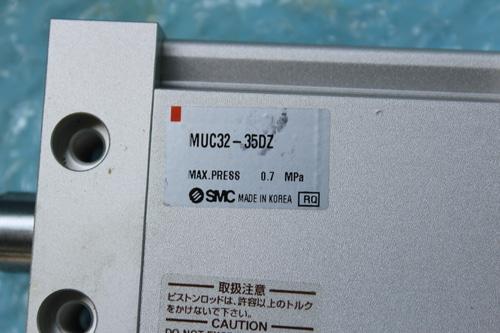 MUC32-35DZ
MAX.PRESS 0.7 MPa
SMC MADE IN KOREA RQ
取扱注意
ピストンロッドは、許容以上のトルク
をかけないで下さい。
CAUTION